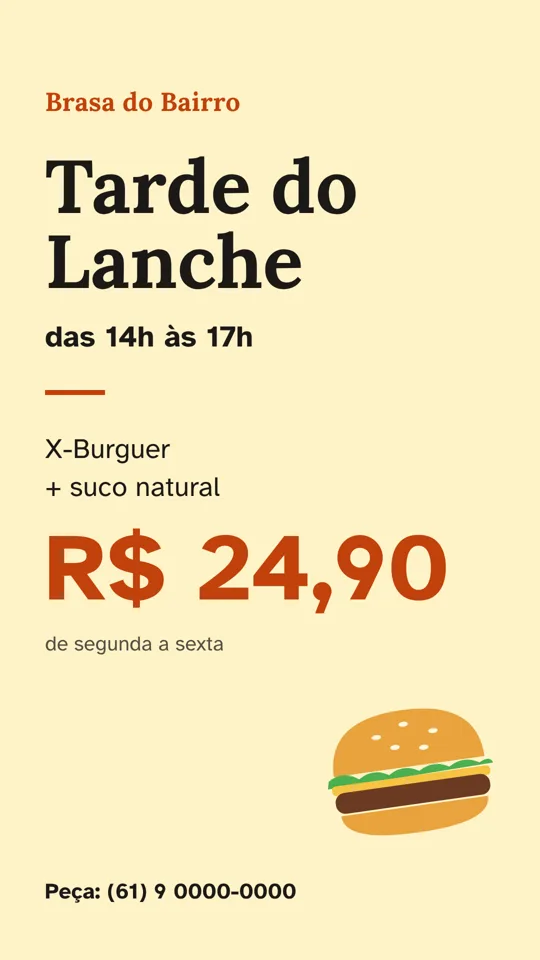 Brasa do Bairro
Tarde do
Lanche
das 14h às 17h
X-Burguer
+ suco natural
R$ 24,90
de segunda a sexta
Peça: (61) 9 0000-0000